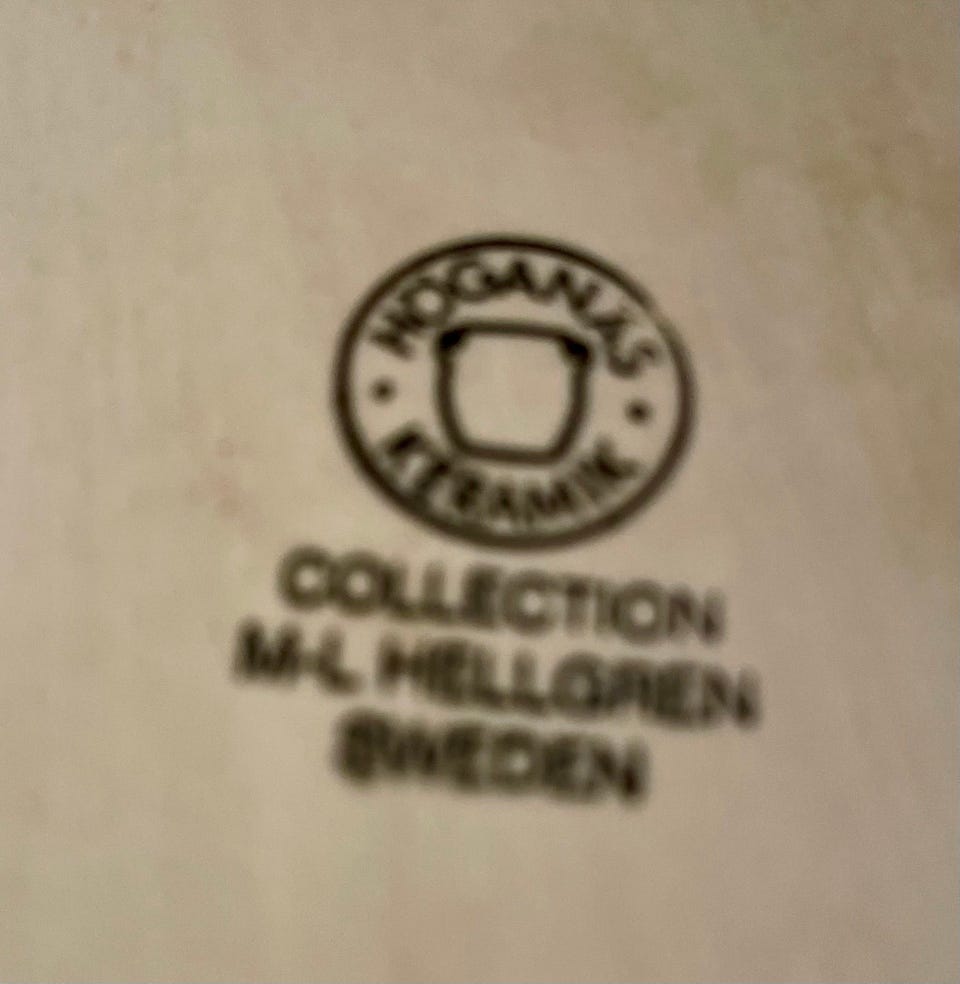 HÖGANÄS
KERAMIK
COLLECTION
M-L HELLGREN
SWEDEN